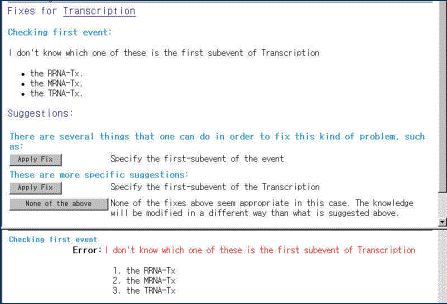 Fixes for Transcription
Checking first event:
I don't know which one of these is the first subevent of Transcription
• the RRNA-Tx.
• the MRNA-Tx.
• the TRNA-Tx.
Suggestions:
There are several things that one can do in order to fix this kind of problem, such
as:
Apply Fix Specify the first-subevent of the event
These are more specific suggestions:
Apply Fix Specify the first-subevent of the Transcription
None of the above None of the fixes above seem appropriate in this case. The knowledge
will be modified in a different way than what is suggested above.
Checking first event
Error: I don't know which one of these is the first subevent of Transcription
1. the RRNA-Tx
2. the MRNA-Tx
3. the TRNA-Tx